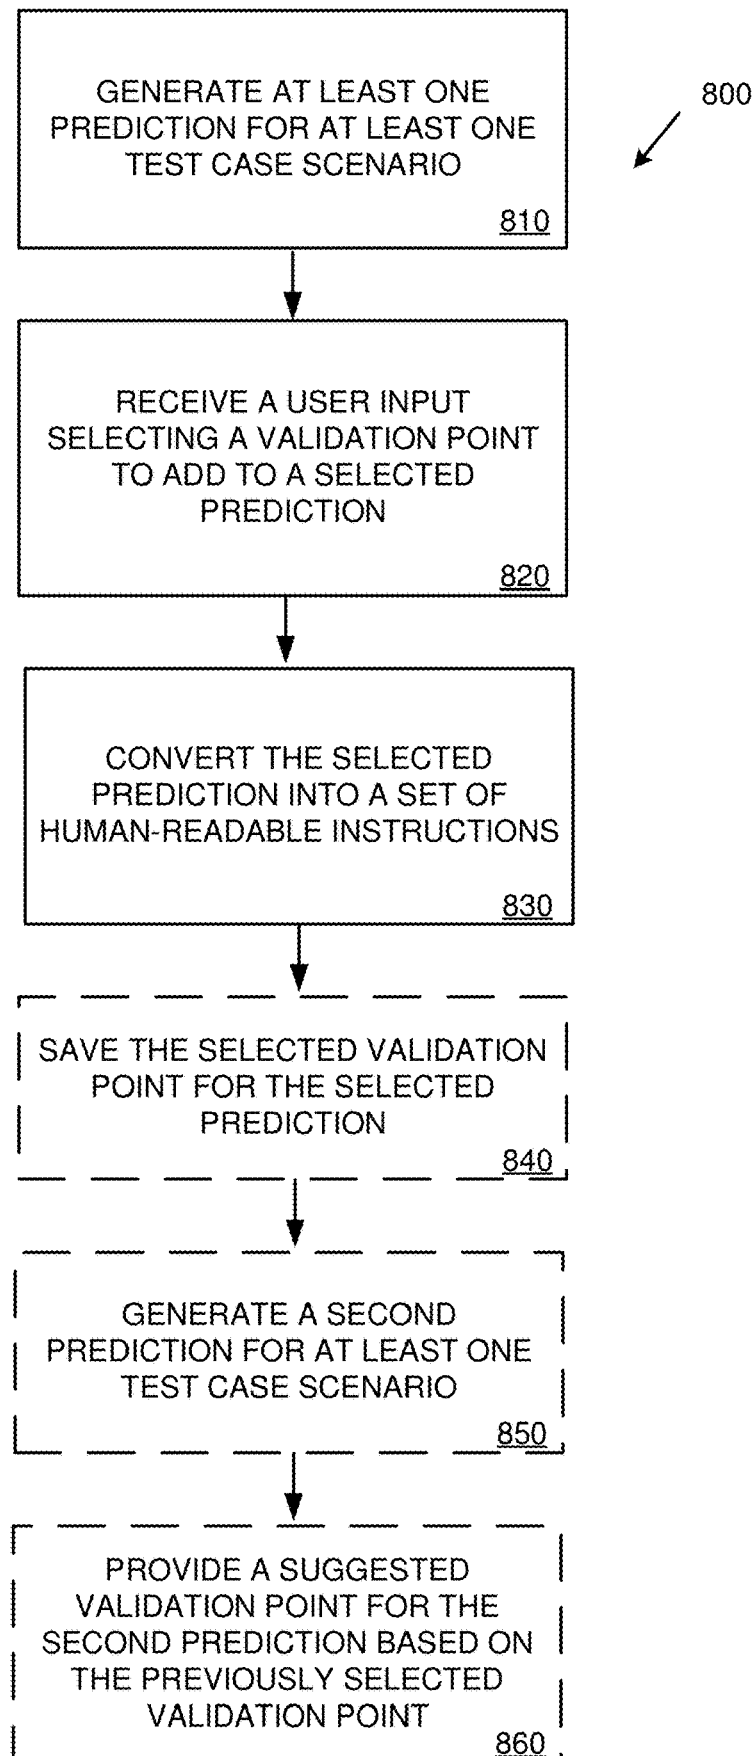 800
GENERATE AT LEAST ONE
PREDICTION FOR AT LEAST ONE
TEST CASE SCENARIO
810
RECEIVE A USER INPUT
SELECTING A VALIDATION POINT
TO ADD TO A SELECTED
PREDICTION
820
CONVERT THE SELECTED
PREDICTION INTO A SET OF
HUMAN-READABLE INSTRUCTIONS
830
SAVE THE SELECTED VALIDATION
POINT FOR THE SELECTED
PREDICTION
840
GENERATE A SECOND
PREDICTION FOR AT LEAST ONE
TEST CASE SCENARIO
850
PROVIDE A SUGGESTED
VALIDATION POINT FOR THE
SECOND PREDICTION BASED ON
THE PREVIOUSLY SELECTED
VALIDATION POINT
860